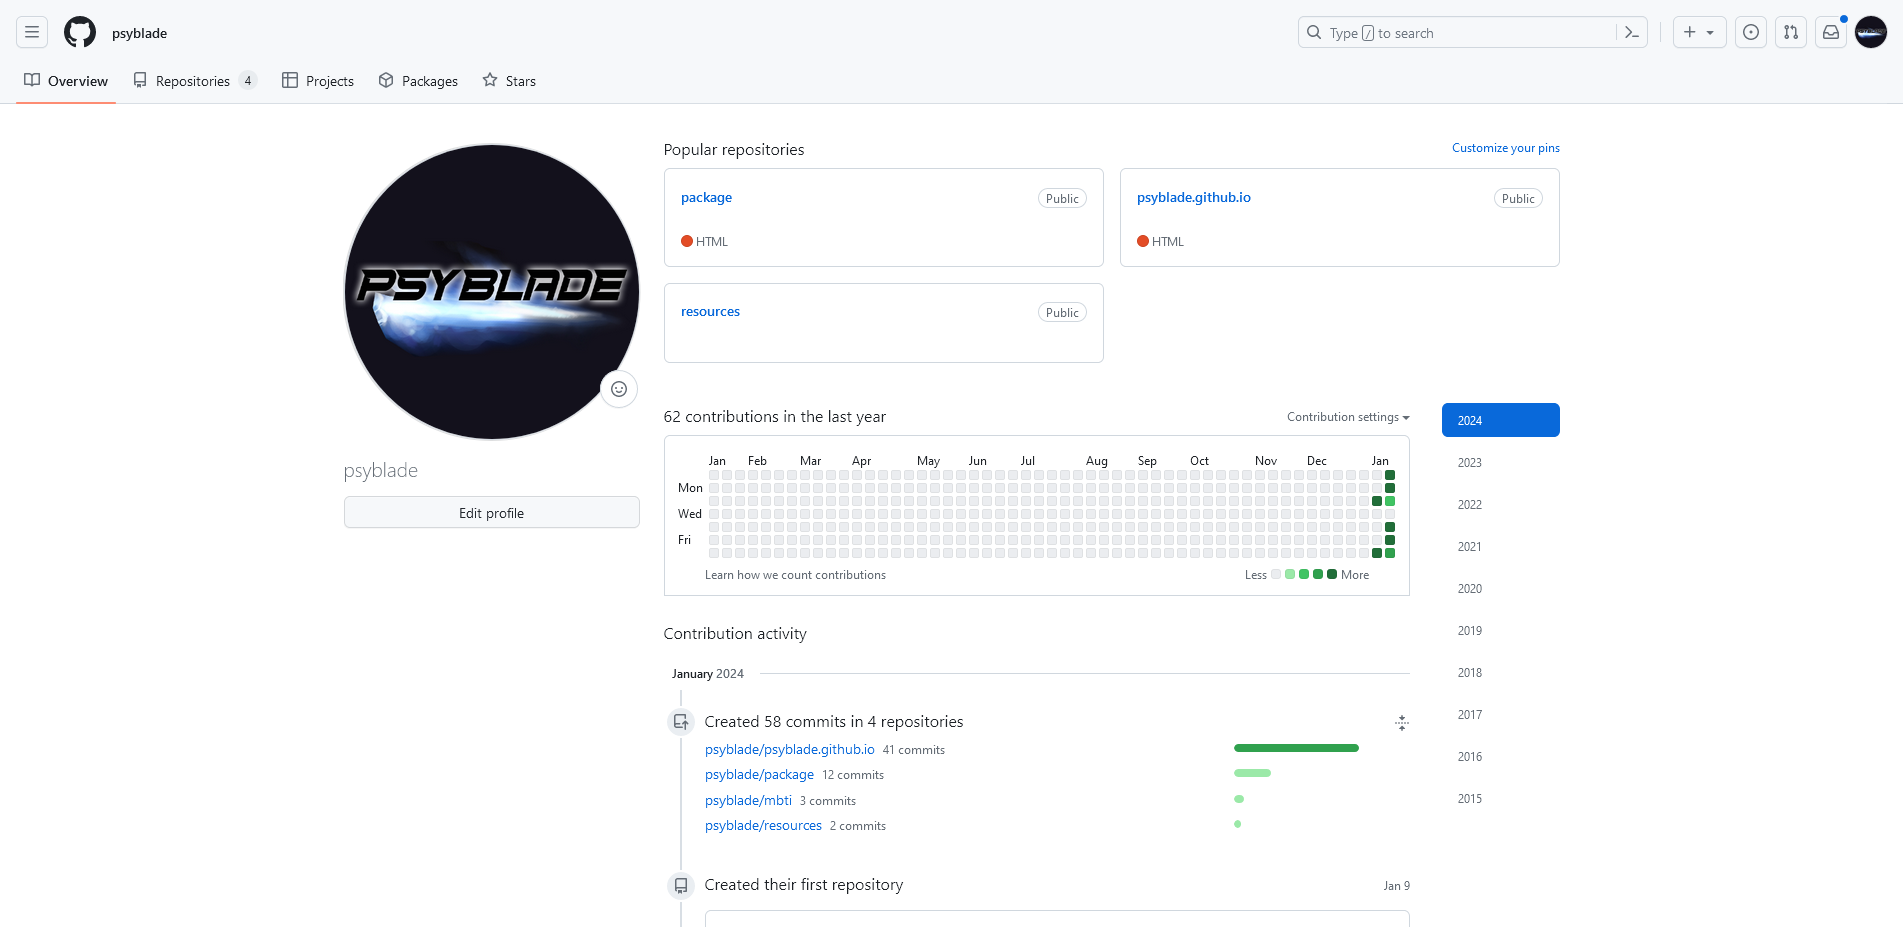 psyblade
Type / to search
Overview
Repositories 4
Projects
Packages
Stars
PSYBLADE
psyblade
Edit profile
Popular repositories
Customize your pins
package
Public
HTML
psyblade.github.io
Public
HTML
resources
Public
62 contributions in the last year
Contribution settings
Jan Feb Mar Apr May Jun Jul Aug Sep Oct Nov Dec Jan
Mon
Wed
Fri
Learn how we count contributions
Less More
2024
2023
2022
2021
2020
2019
2018
2017
2016
2015
Contribution activity
January 2024
Created 58 commits in 4 repositories
psyblade/psyblade.github.io 41 commits
psyblade/package 12 commits
psyblade/mbti 3 commits
psyblade/resources 2 commits
Created their first repository
Jan 9